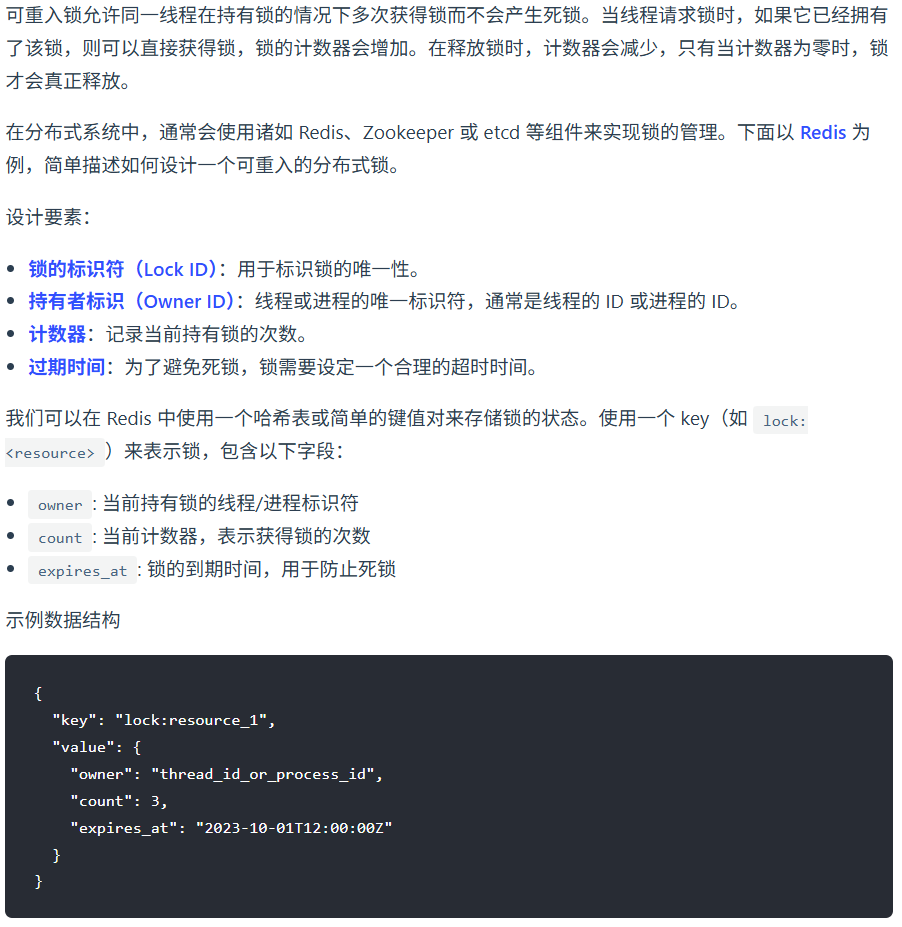 可重入锁允许同一线程在持有锁的情况下多次获得锁而不会产生死锁。当线程请求锁时，如果它已经拥有
了该锁，则可以直接获得锁，锁的计数器会增加。在释放锁时，计数器会减少，只有当计数器为零时，锁
才会真正释放。
在分布式系统中，通常会使用诸如 Redis、Zookeeper 或 etcd 等组件来实现锁的管理。下面以 Redis 为
例，简单描述如何设计一个可重入的分布式锁。
设计要素：
锁的标识符（Lock ID）：用于标识锁的唯一性。
持有者标识（Owner ID）：线程或进程的唯一标识符，通常是线程的 ID 或进程的 ID。
计数器：记录当前持有锁的次数。
过期时间：为了避免死锁，锁需要设定一个合理的超时时间。
我们可以在 Redis 中使用一个哈希表或简单的键值对来存储锁的状态。使用一个 key（如 lock:
<resource> ）来表示锁，包含以下字段：
owner : 当前持有锁的线程/进程标识符
count : 当前计数器，表示获得锁的次数
expires_at : 锁的到期时间，用于防止死锁
示例数据结构
{
"key": "lock:resource_1",
"value": {
"owner": "thread_id_or_process_id",
"count": 3,
"expires_at": "2023-10-01T12:00:00Z"
}
}